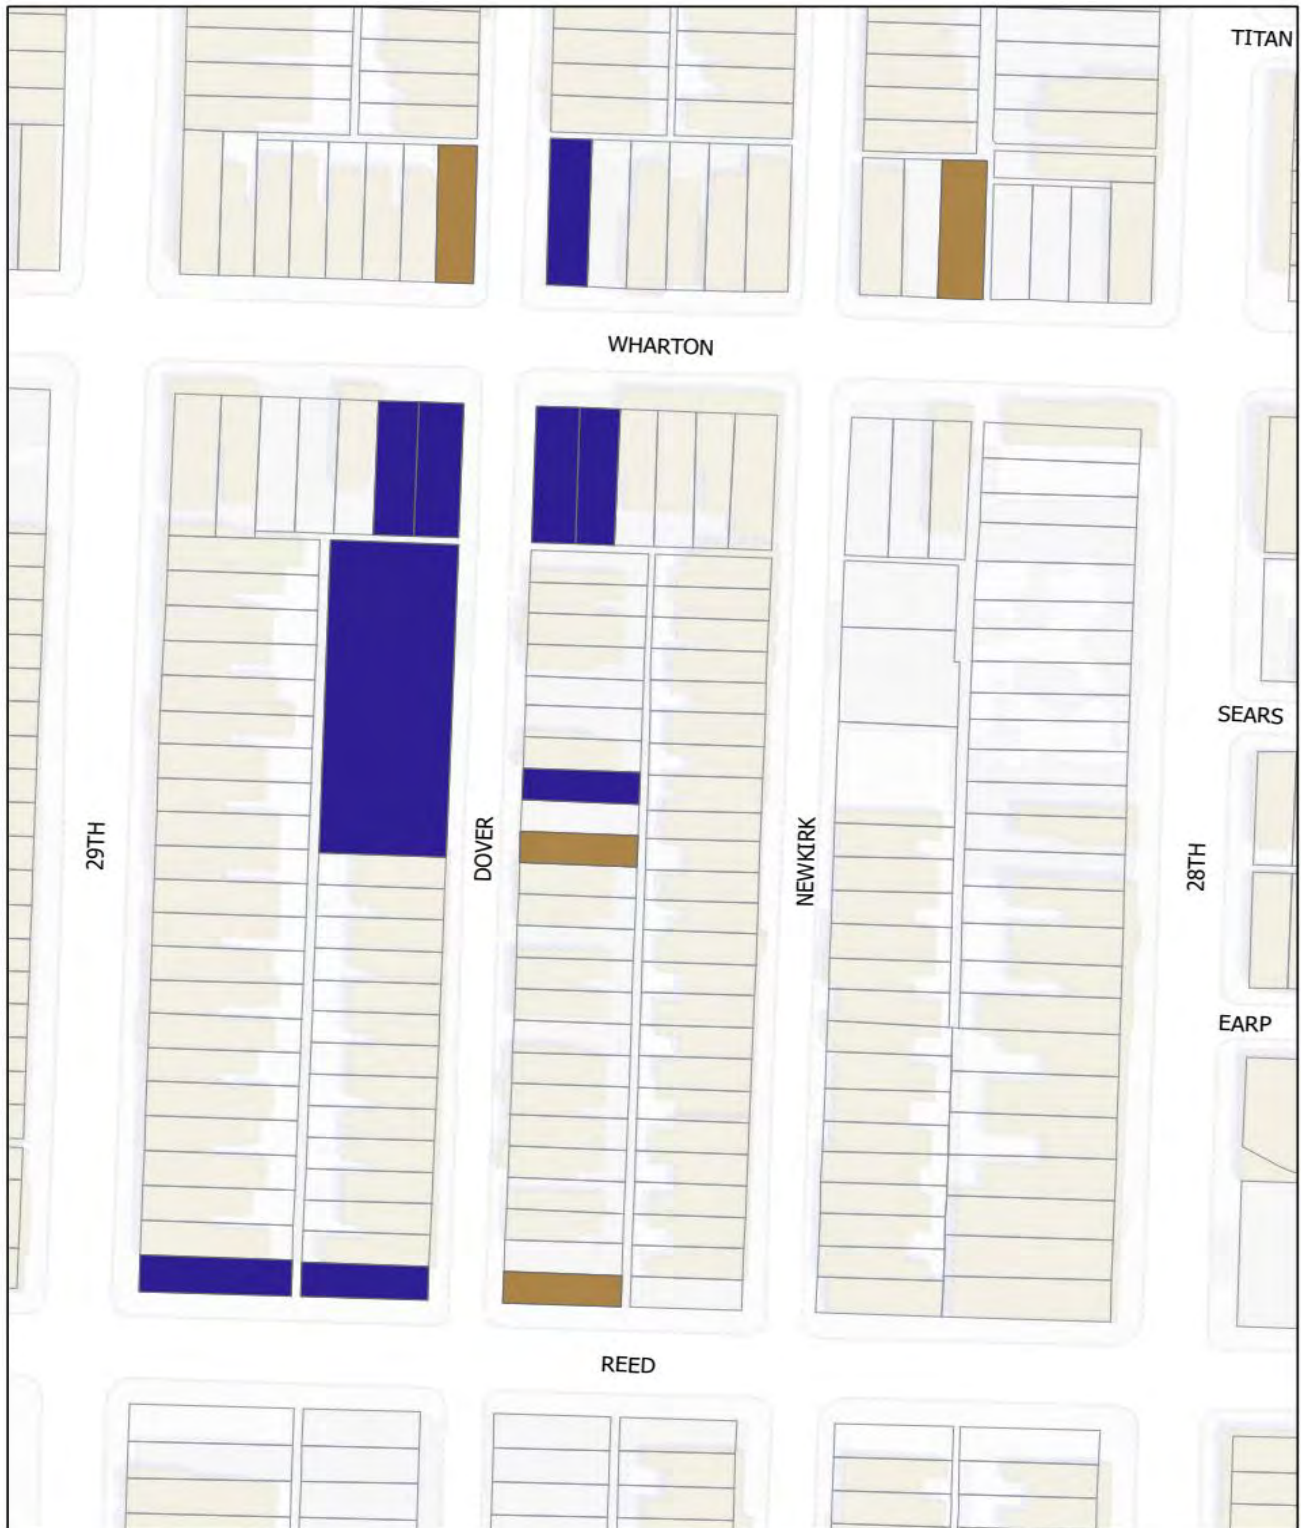 TITAN
WHARTON
SEARS
29TH
DOVER
NEWKIRK
28TH
EARP
REED